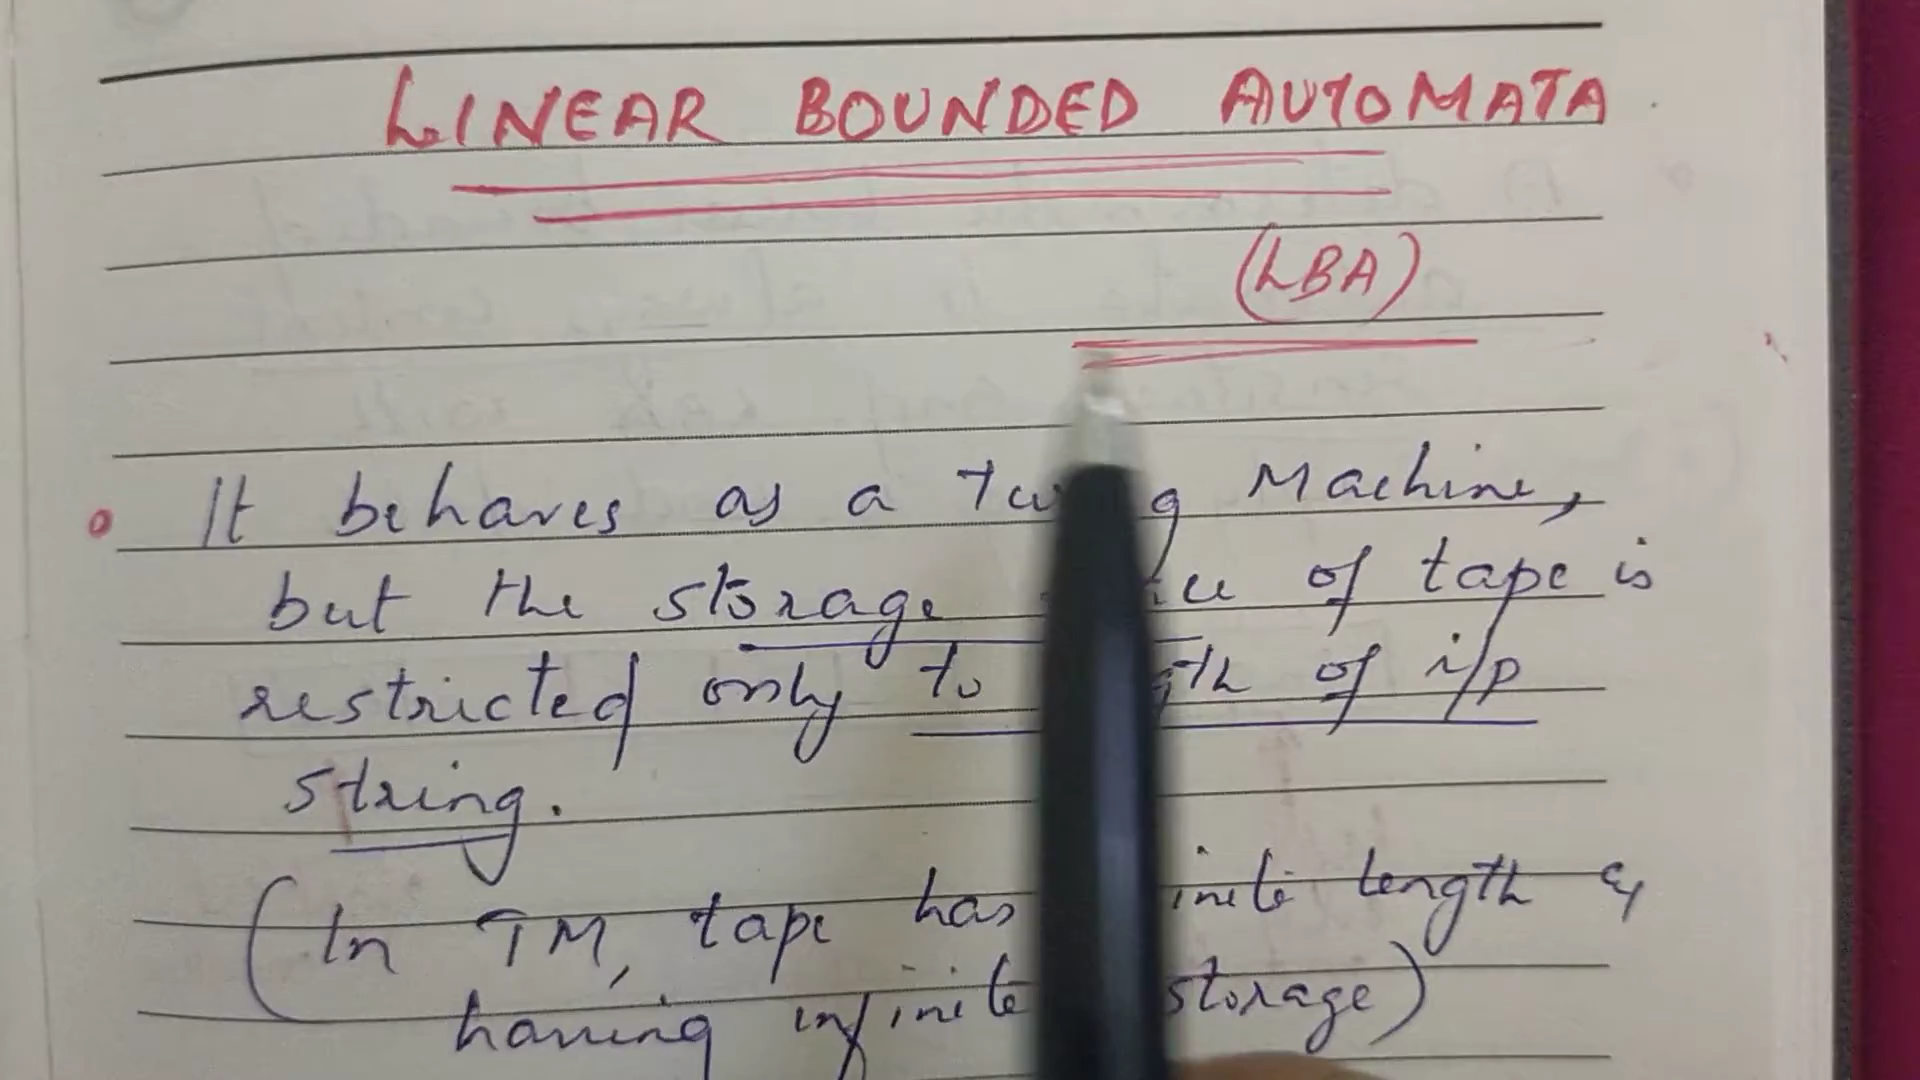 LINEAR BOUNDED AUTOMATA
(LBA)
It behaves as a Machine,
but the storage of tape is
restricted only to of i/p
string.
(In TM, tape has length &
having infinite storage)